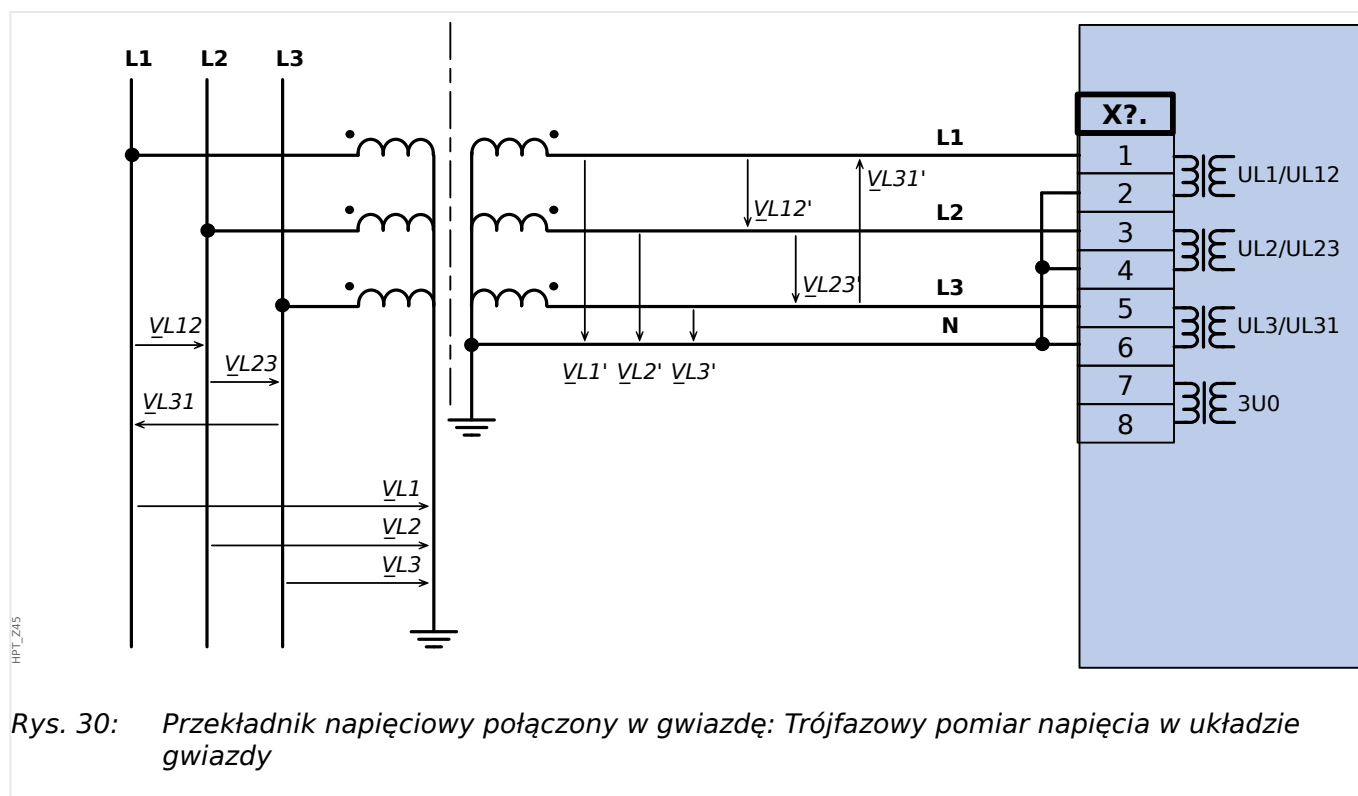 L1 L2 L3
X?.
L1
1
UL1/UL12
VL31'
2
VL12'
L2
3
UL2/UL23
4
VL23'
L3
5
UL3/UL31
N
6
VL12
VL23
VL1' VL2' VL3'
7
3U0
VL31
8
VL1
VL2
VL3
HPT_Z45
Rys. 30: Przekładnik napięciowy połączony w gwiazdę: Trójfazowy pomiar napięcia w układzie
gwiazdy